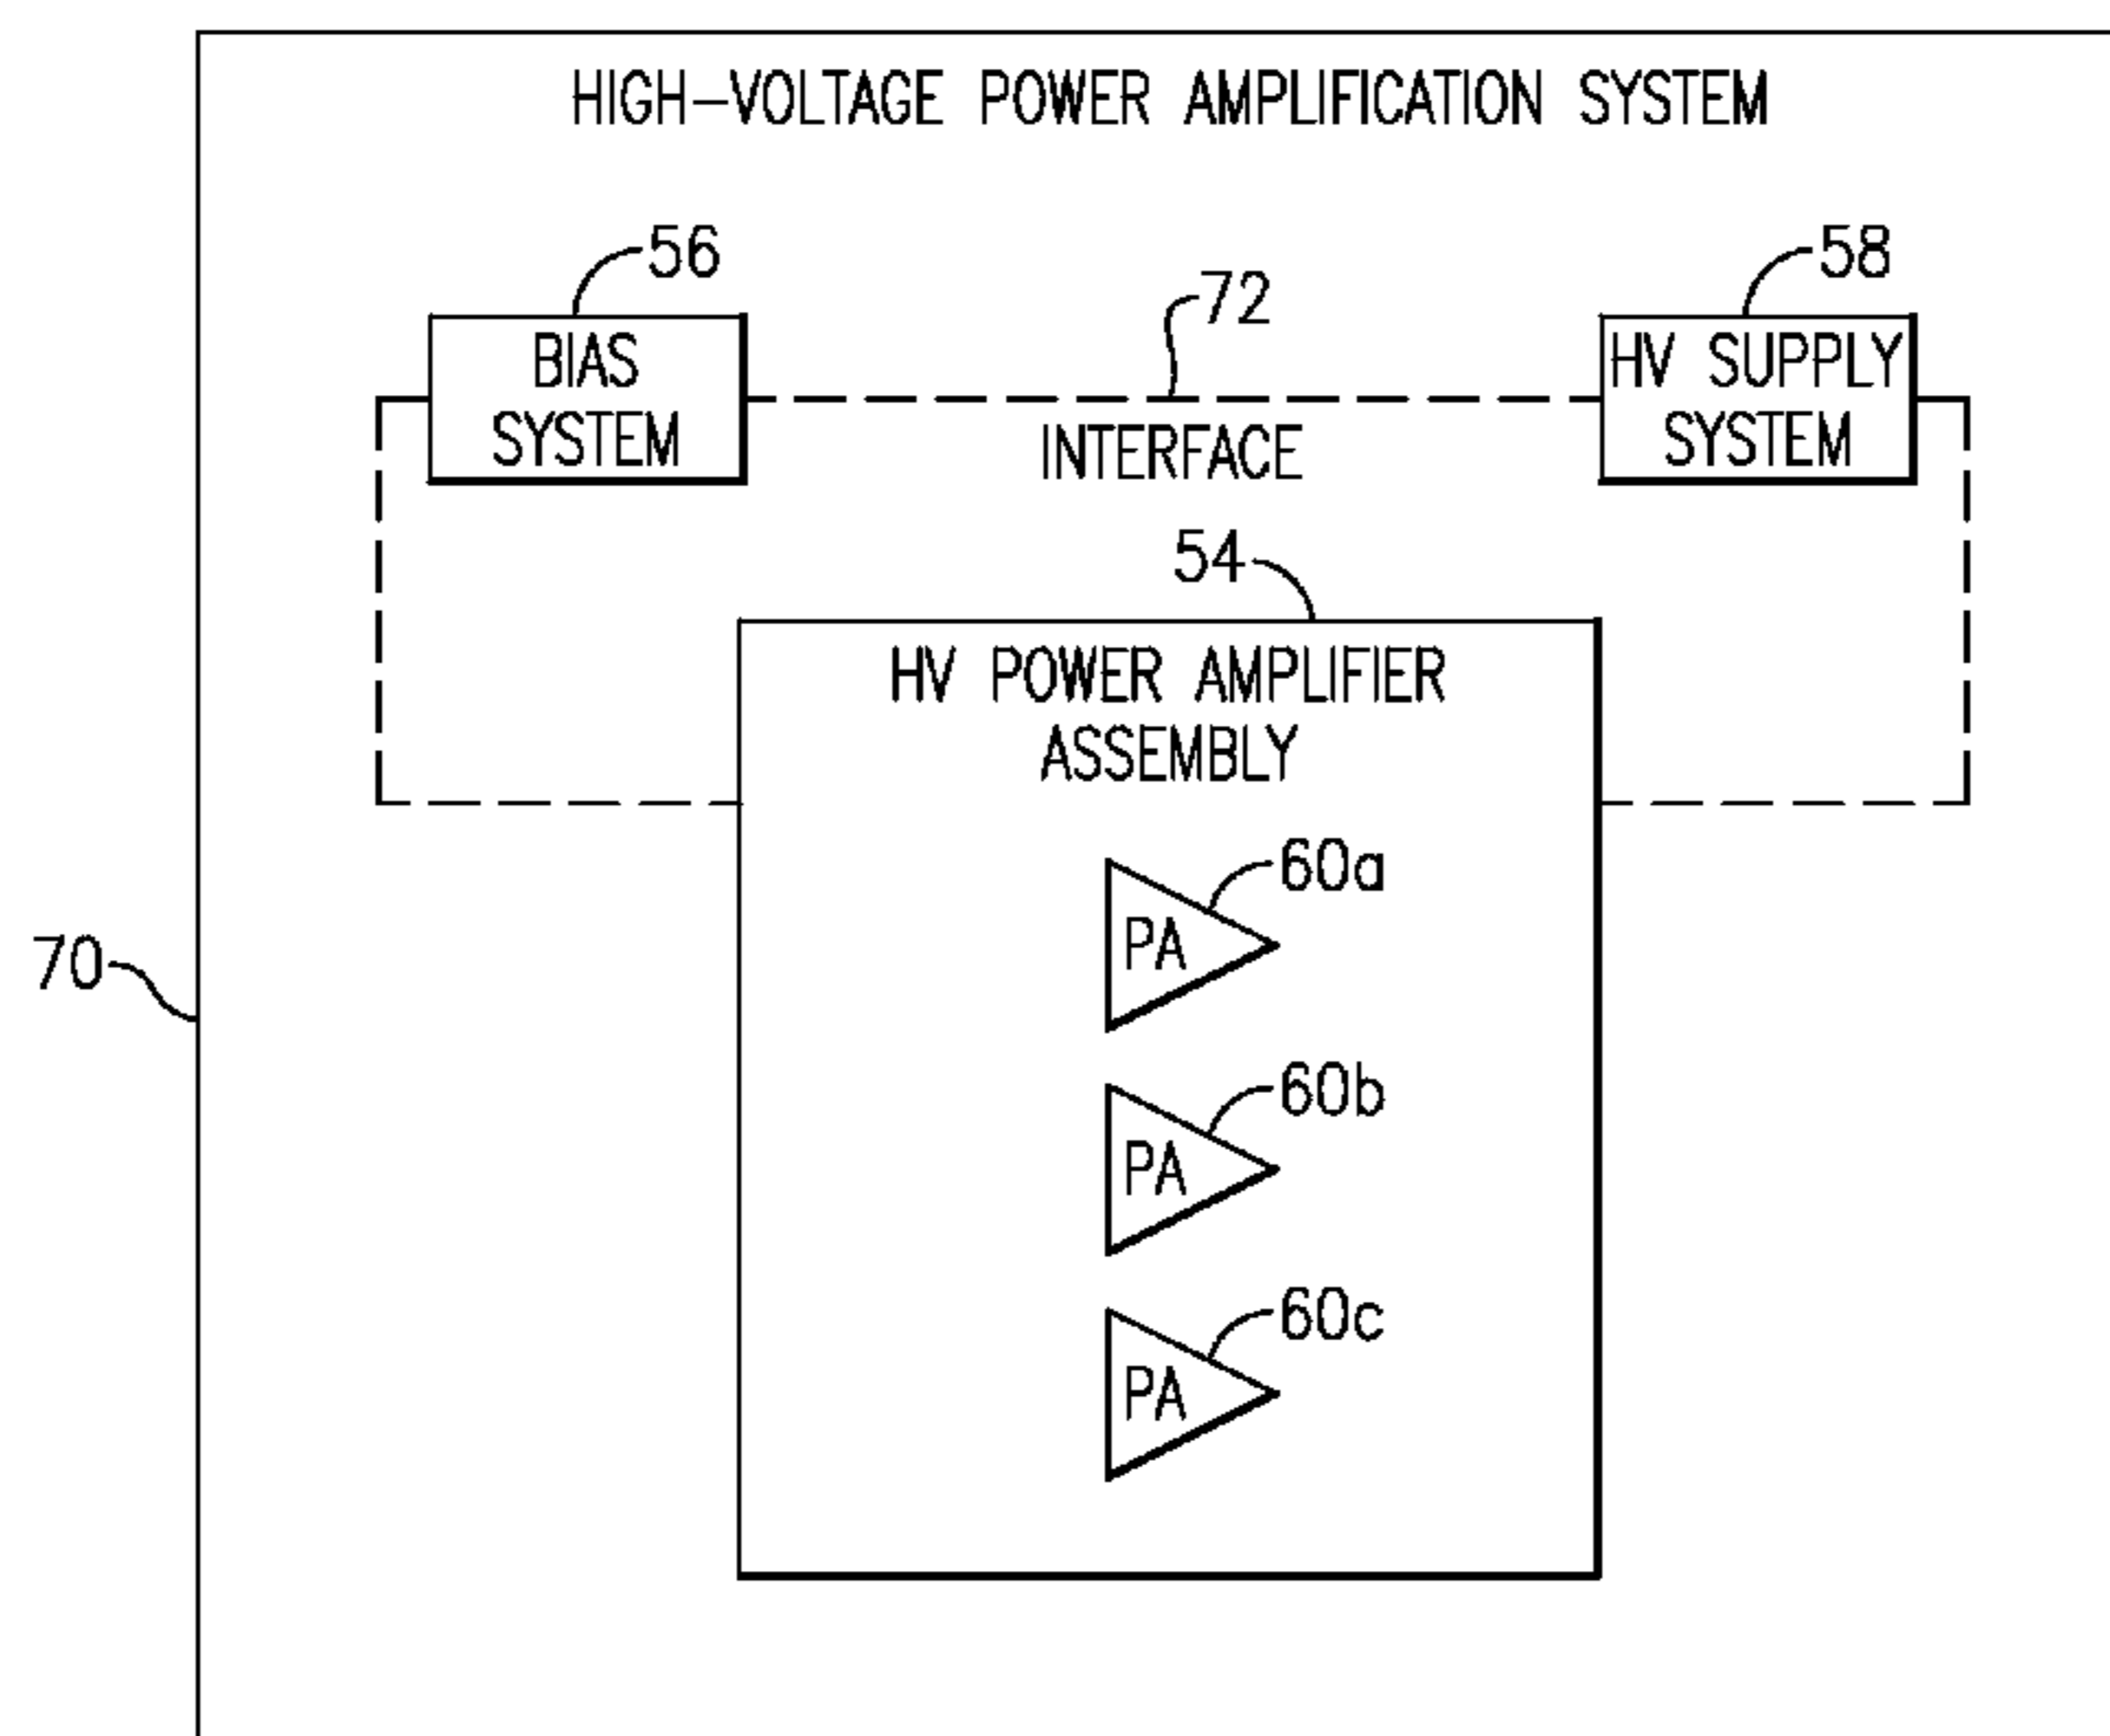 HIGH-VOLTAGE POWER AMPLIFICATION SYSTEM
56
72
58
BIAS
SYSTEM
INTERFACE
HV SUPPLY
SYSTEM
54
HV POWER AMPLIFIER
ASSEMBLY
60a
PA
70
60b
PA
60c
PA